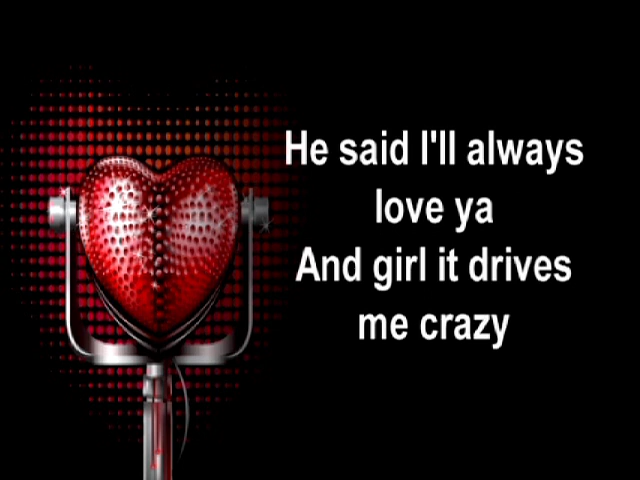 He said I'll always
love ya
And girl it drives
me crazy